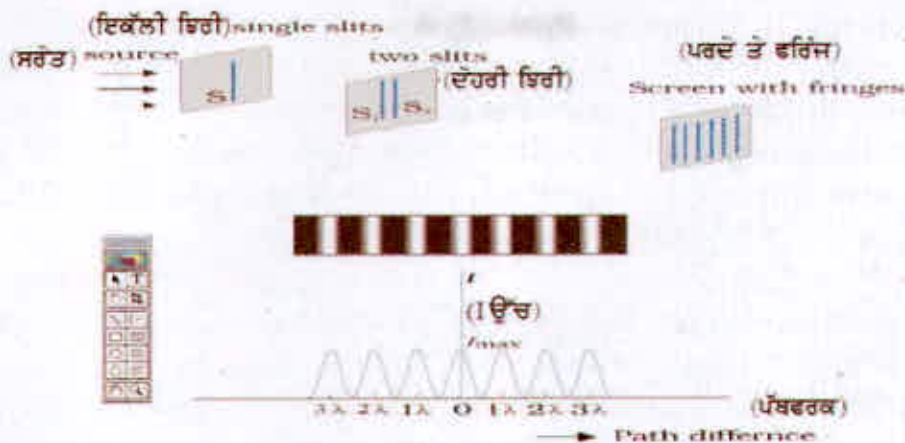 (ਇਕੱਲੀ ਝਿਰੀ)single slits
(ਸਰੋਤ) source
two slits
(ਦੋਹਰੀ ਝਿਰੀ)
(ਪਰਦੇ ਤੇ ਫਰਿੰਜ)
Screen with fringes
S
S₁ S₂
I
(I ਉੱਚ)
Imax
3λ 2λ 1λ 0 1λ 2λ 3λ
(ਪੱਥਫਰਕ)
Path differnce